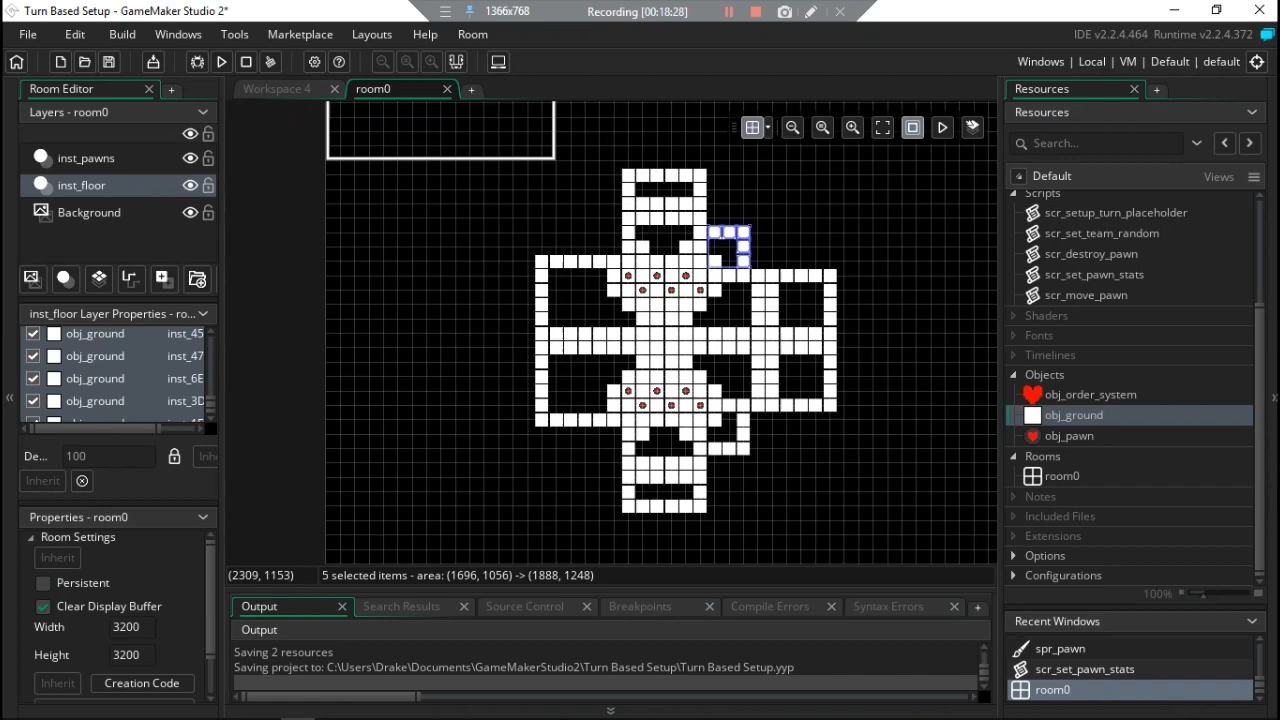 Turn Based Setup - GameMaker Studio 2*
1366x768
Recording [00:18:28]
File Edit Build Windows Tools Marketplace Layouts Help Room
IDE v2.2.4.464 Runtime v2.2.4.372
Windows | Local | VM | Default | default
Room Editor
Workspace 4
room0
Resources
Layers - room0
Resources
Search...
inst_pawns
inst_floor
Background
Default
Views
Scripts
scr_setup_turn_placeholder
scr_set_team_random
scr_destroy_pawn
scr_set_pawn_stats
scr_move_pawn
Shaders
Fonts
Timelines
Objects
obj_order_system
obj_ground
obj_pawn
Rooms
room0
Notes
Included Files
Extensions
Options
Configurations
100%
inst_floor Layer Properties - ro...
obj_ground inst_45
obj_ground inst_47
obj_ground inst_6E
obj_ground inst_3D
De... 100
Inherit
Properties - room0
Room Settings
Inherit
Persistent
Clear Display Buffer
Width 3200
Height 3200
Inherit
Creation Code
(2309, 1153) 5 selected items - area: (1696, 1056) -> (1888, 1248)
Output Search Results Source Control Breakpoints Compile Errors Syntax Errors
Output
Saving 2 resources
Saving project to: C:\Users\Drake\Documents\GameMakerStudio2\Turn Based Setup\Turn Based Setup.yyp
Recent Windows
spr_pawn
scr_set_pawn_stats
room0